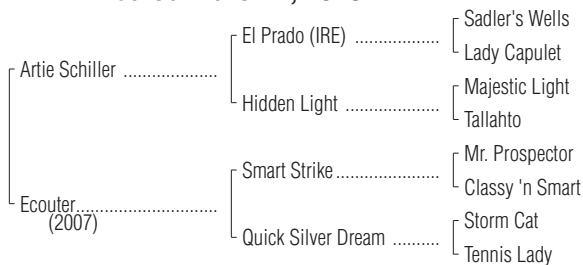 Sadler's Wells
El Prado (IRE) ...................
Lady Capulet
Artie Schiller .....................
Majestic Light
Hidden Light .....................
Tallahto
Mr. Prospector
Smart Strike .....................
Classy 'n Smart
Ecouter................................
(2007)
Storm Cat
Quick Silver Dream ..........
Tennis Lady